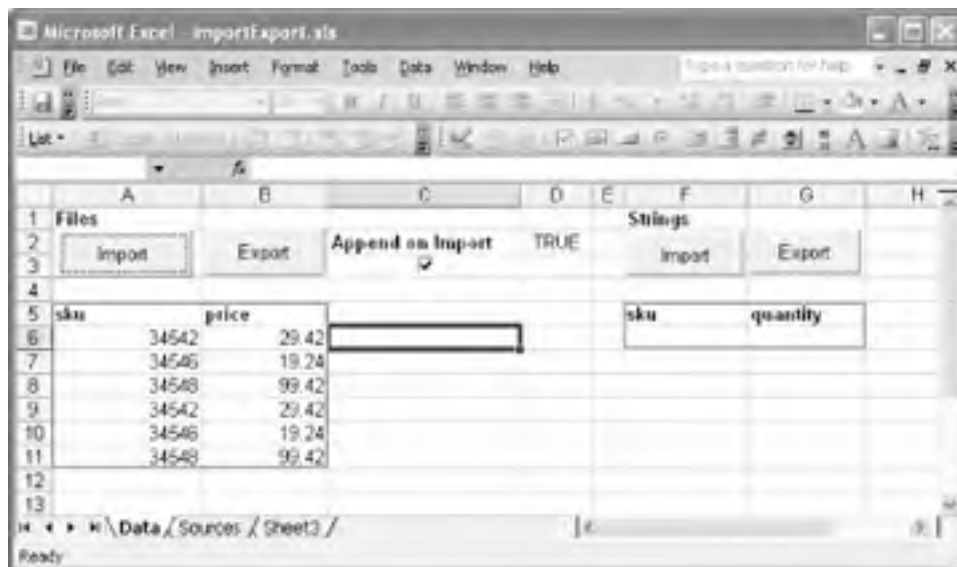 Microsoft Excel - ImportExport.xls
File Edit View Insert Format Tools Data Window Help Type a question for help
List
fx
A B C D E F G H
1 Files Strings
2 Import Export Append on Import TRUE Import Export
3
4
5 sku price sku quantity
6 34542 29.42
7 34546 19.24
8 34548 99.42
9 34542 29.42
10 34546 19.24
11 34548 99.42
12
13
Data / Sources / Sheet3 /
Ready